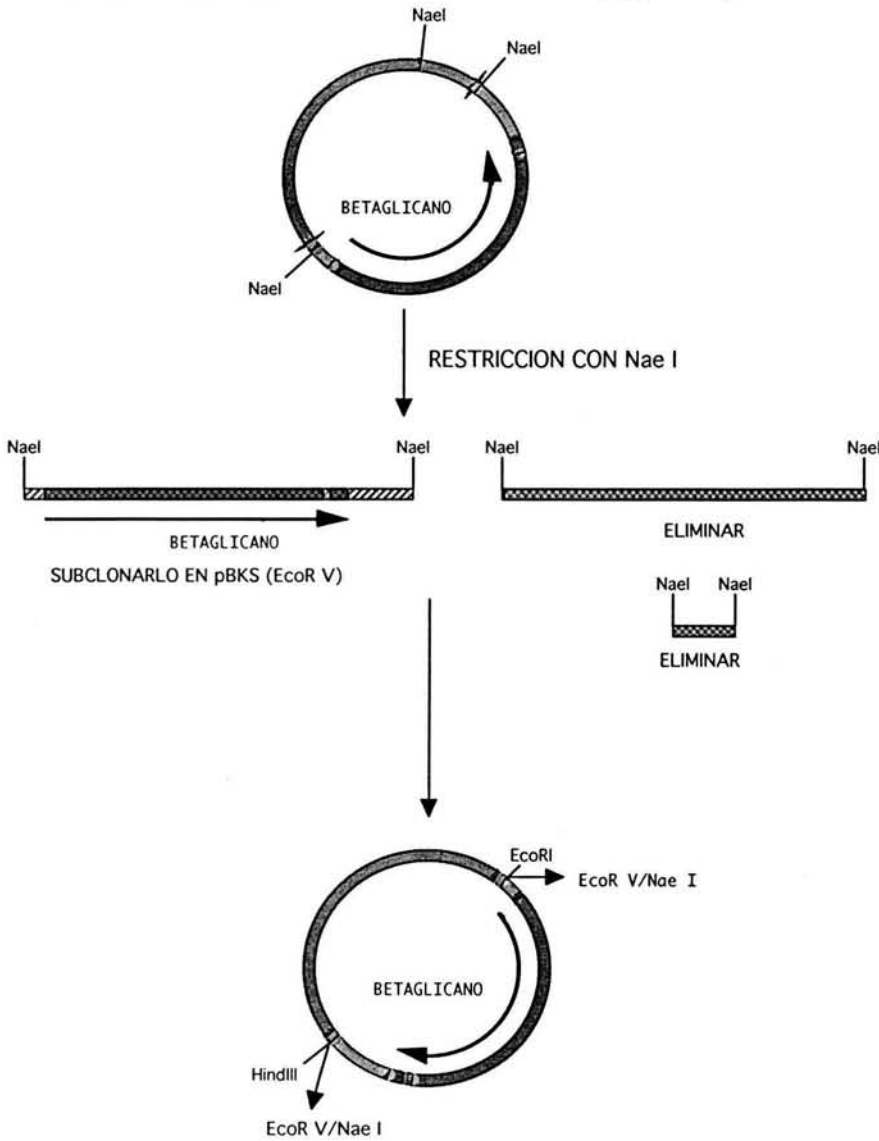 NaeI
NaeI
BETAGLICANO
NaeI
RESTRICCION CON Nae I
NaeI
NaeI
NaeI
NaeI
BETAGLICANO
SUBCLONARLO EN pBKS (EcoR V)
ELIMINAR
NaeI
NaeI
ELIMINAR
EcoRI
EcoR V/Nae I
BETAGLICANO
HindIII
EcoR V/Nae I